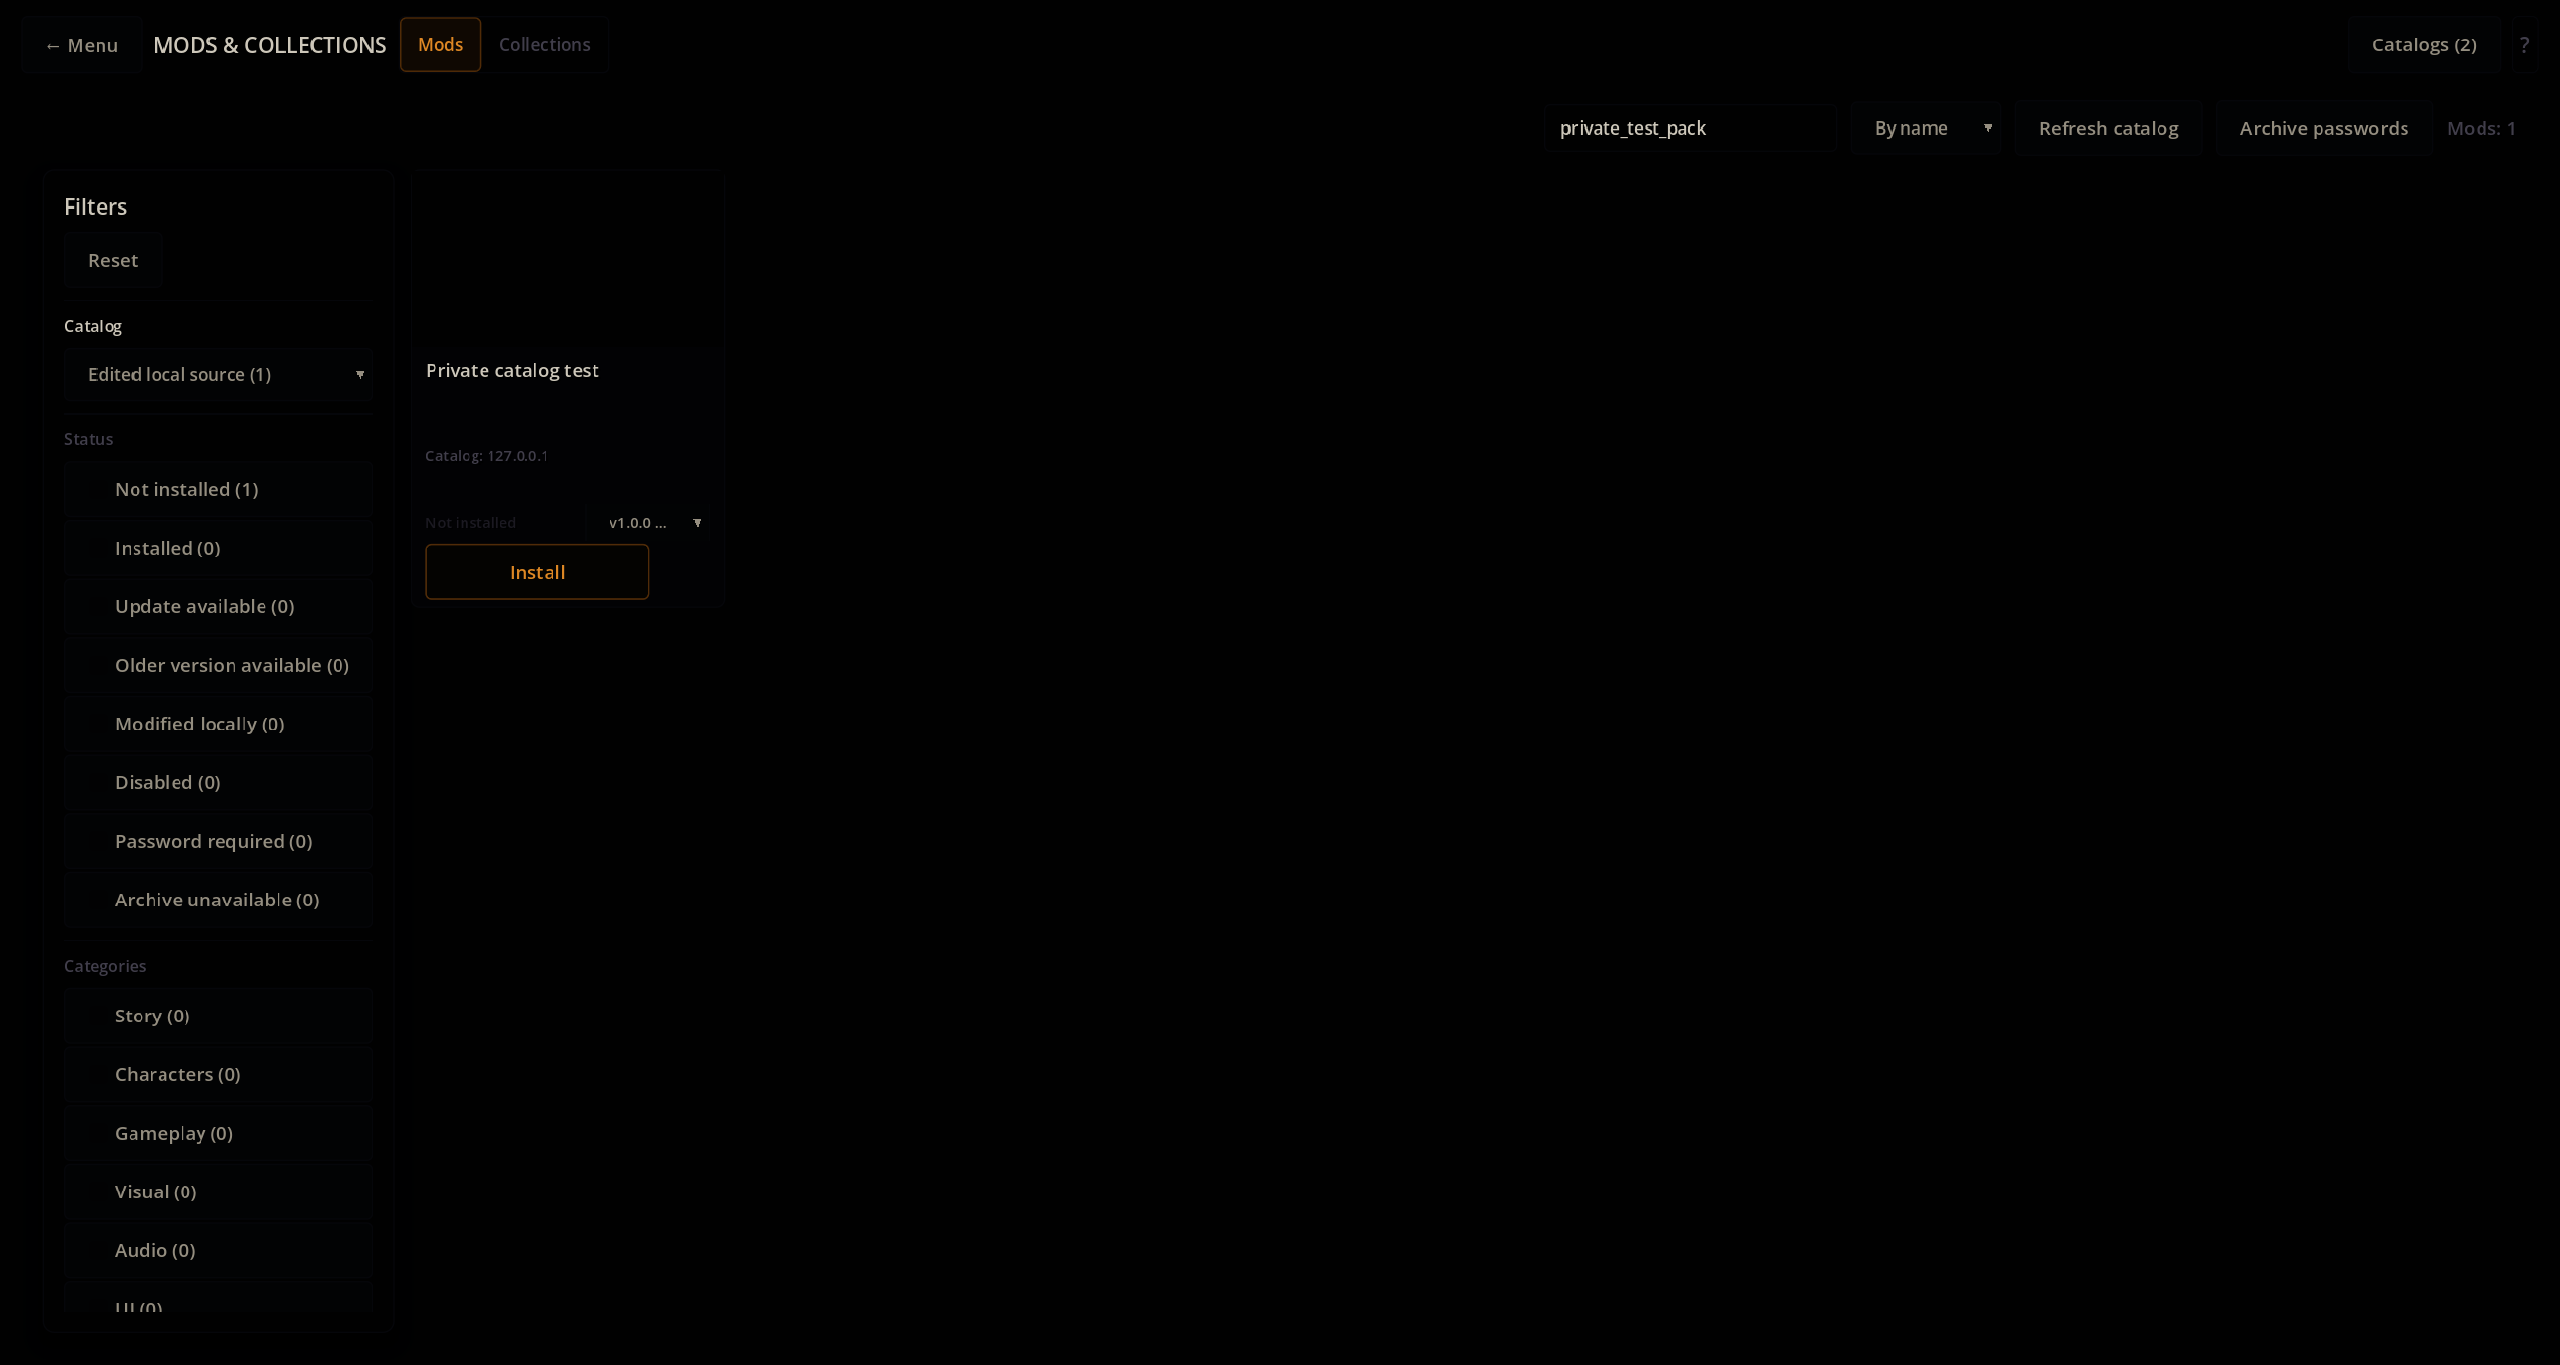 ← Menu MODS & COLLECTIONS Mods Collections Catalogs (2) ?
private_test_pack By name ▼ Refresh catalog Archive passwords Mods: 1
Filters
Reset
Catalog
Edited local source (1) ▼
Status
Not installed (1)
Installed (0)
Update available (0)
Older version available (0)
Modified locally (0)
Disabled (0)
Password required (0)
Archive unavailable (0)
Categories
Story (0)
Characters (0)
Gameplay (0)
Visual (0)
Audio (0)
UI (0)
Private catalog test
Catalog: 127.0.0.1
Not installed v1.0.0 ... ▼
Install